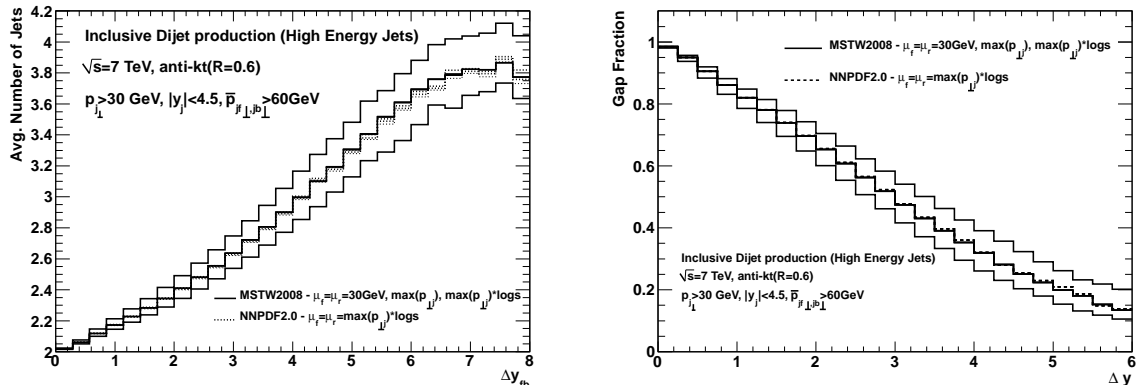 Avg. Number of Jets
4.2
4
3.8
3.6
3.4
3.2
3
2.8
2.6
2.4
2.2
2
Inclusive Dijet production (High Energy Jets)
√s=7 TeV, anti-kt(R=0.6)
p_j⊥>30 GeV, |y_j|<4.5, p̅_jf⊥,jb⊥>60GeV
MSTW2008 - μ_f=μ_r=30GeV, max(p_⊥j), max(p_⊥j)*logs
NNPDF2.0 - μ_f=μ_r=max(p_⊥j)*logs
0 1 2 3 4 5 6 7 8
Δy_fb
Gap Fraction
1
0.8
0.6
0.4
0.2
0
MSTW2008 - μ_f=μ_r=30GeV, max(p_⊥j), max(p_⊥j)*logs
NNPDF2.0 - μ_f=μ_r=max(p_⊥j)*logs
Inclusive Dijet production (High Energy Jets)
√s=7 TeV, anti-kt(R=0.6)
p_j⊥>30 GeV, |y_j|<4.5, p̅_jf⊥,jb⊥>60GeV
0 1 2 3 4 5 6
Δ y